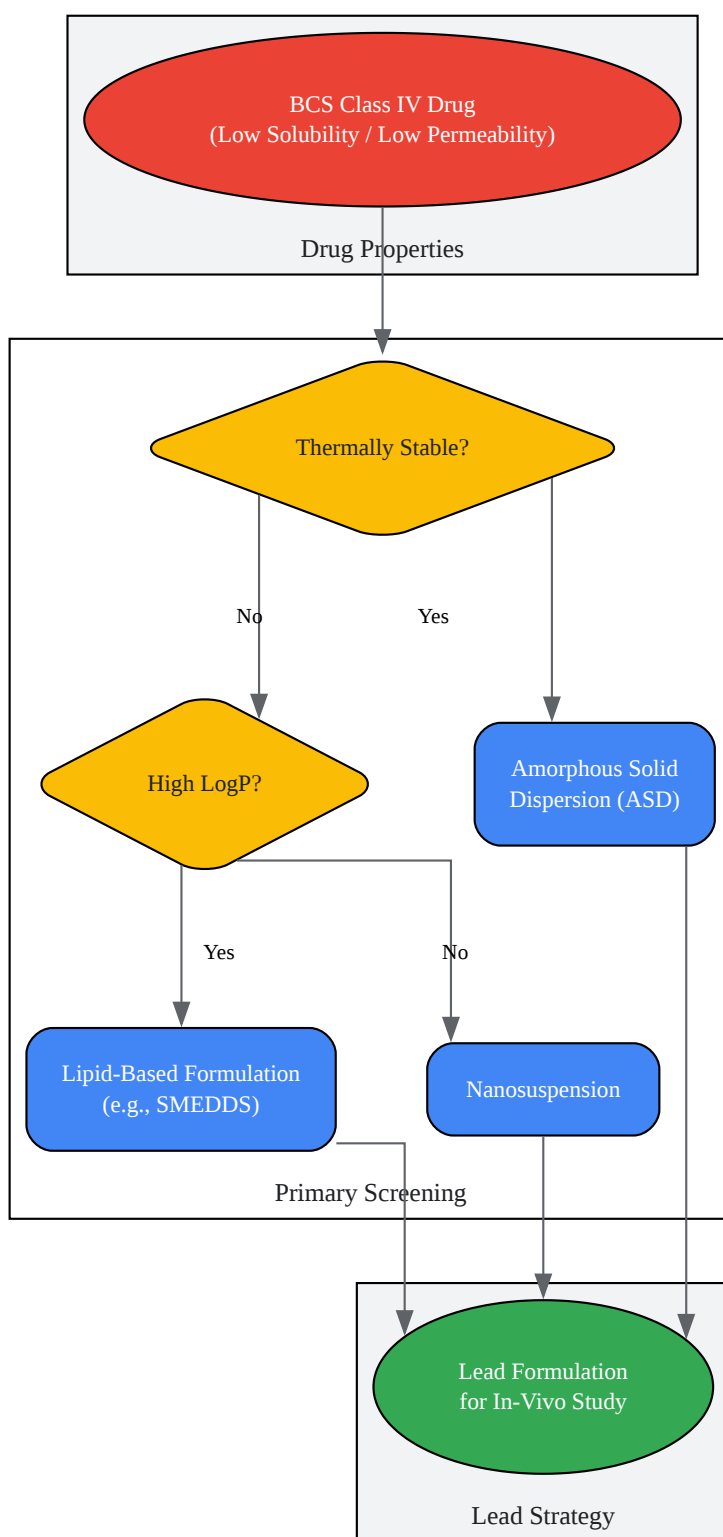 BCS Class IV Drug
(Low Solubility / Low Permeability)
Drug Properties
Thermally Stable?
No
Yes
High LogP?
Amorphous Solid
Dispersion (ASD)
Yes
No
Lipid-Based Formulation
(e.g., SMEDDS)
Nanosuspension
Primary Screening
Lead Formulation
for In-Vivo Study
Lead Strategy